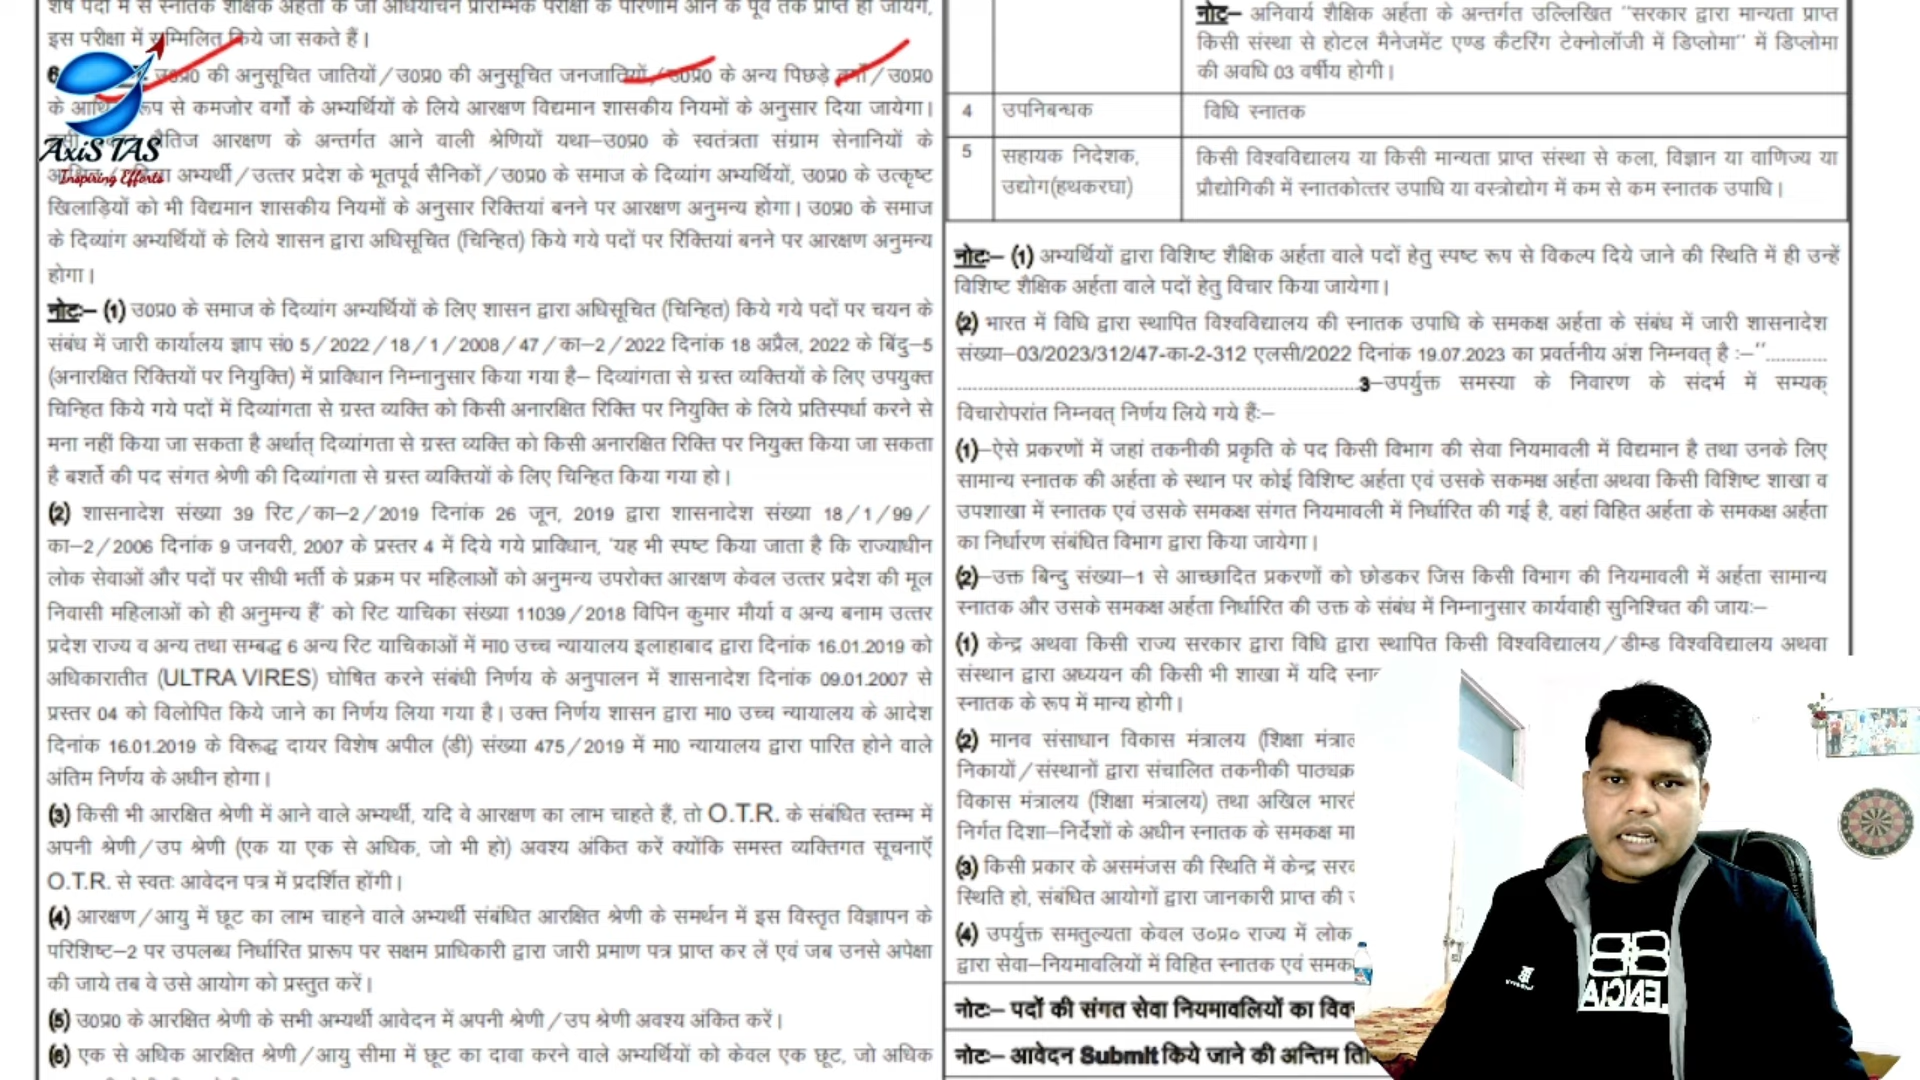 शेष पदों में से स्नातक शैक्षिक अर्हता के जो अधियाचन प्रारम्भिक परीक्षा के परिणाम आने के पूर्व तक प्राप्त हो जायेंगे,
इस परीक्षा में सम्मिलित किये जा सकते हैं।
उ0प्र0 की अनुसूचित जातियों/उ0प्र0 की अनुसूचित जनजातियों/उ0प्र0 के अन्य पिछड़े वर्गों/उ0प्र0
के आर्थिक रूप से कमजोर वर्गों के अभ्यर्थियों के लिये आरक्षण विद्यमान शासकीय नियमों के अनुसार दिया जायेगा।
क्षैतिज आरक्षण के अन्तर्गत आने वाली श्रेणियों यथा–उ0प्र0 के स्वतंत्रता संग्राम सेनानियों के
अभ्यर्थी/उत्तर प्रदेश के भूतपूर्व सैनिकों/उ0प्र0 के समाज के दिव्यांग अभ्यर्थियों, उ0प्र0 के उत्कृष्ट
खिलाड़ियों को भी विद्यमान शासकीय नियमों के अनुसार रिक्तियां बनने पर आरक्षण अनुमन्य होगा। उ0प्र0 के समाज
के दिव्यांग अभ्यर्थियों के लिये शासन द्वारा अधिसूचित (चिन्हित) किये गये पदों पर रिक्तियां बनने पर आरक्षण अनुमन्य
होगा।
AxiS IAS
Inspiring Efforts
नोटः– (1) उ0प्र0 के समाज के दिव्यांग अभ्यर्थियों के लिए शासन द्वारा अधिसूचित (चिन्हित) किये गये पदों पर चयन के
संबंध में जारी कार्यालय ज्ञाप सं0 5/2022/18/1/2008/47/का–2/2022 दिनांक 18 अप्रैल, 2022 के बिंदु–5
(अनारक्षित रिक्तियों पर नियुक्ति) में प्राविधान निम्नानुसार किया गया है– दिव्यांगता से ग्रस्त व्यक्तियों के लिए उपयुक्त
चिन्हित किये गये पदों में दिव्यांगता से ग्रस्त व्यक्ति को किसी अनारक्षित रिक्ति पर नियुक्ति के लिये प्रतिस्पर्धा करने से
मना नहीं किया जा सकता है अर्थात् दिव्यांगता से ग्रस्त व्यक्ति को किसी अनारक्षित रिक्ति पर नियुक्त किया जा सकता
है बशर्ते की पद संगत श्रेणी की दिव्यांगता से ग्रस्त व्यक्तियों के लिए चिन्हित किया गया हो।
(2) शासनादेश संख्या 39 रिट/का–2/2019 दिनांक 26 जून, 2019 द्वारा शासनादेश संख्या 18/1/99/
का–2/2006 दिनांक 9 जनवरी, 2007 के प्रस्तर 4 में दिये गये प्राविधान, 'यह भी स्पष्ट किया जाता है कि राज्याधीन
लोक सेवाओं और पदों पर सीधी भर्ती के प्रक्रम पर महिलाओं को अनुमन्य उपरोक्त आरक्षण केवल उत्तर प्रदेश की मूल
निवासी महिलाओं को ही अनुमन्य हैं' को रिट याचिका संख्या 11039/2018 विपिन कुमार मौर्या व अन्य बनाम उत्तर
प्रदेश राज्य व अन्य तथा सम्बद्ध 6 अन्य रिट याचिकाओं में मा0 उच्च न्यायालय इलाहाबाद द्वारा दिनांक 16.01.2019 को
अधिकारातीत (ULTRA VIRES) घोषित करने संबंधी निर्णय के अनुपालन में शासनादेश दिनांक 09.01.2007 से
प्रस्तर 04 को विलोपित किये जाने का निर्णय लिया गया है। उक्त निर्णय शासन द्वारा मा0 उच्च न्यायालय के आदेश
दिनांक 16.01.2019 के विरूद्ध दायर विशेष अपील (डी) संख्या 475/2019 में मा0 न्यायालय द्वारा पारित होने वाले
अंतिम निर्णय के अधीन होगा।
(3) किसी भी आरक्षित श्रेणी में आने वाले अभ्यर्थी, यदि वे आरक्षण का लाभ चाहते हैं, तो O.T.R. के संबंधित स्तम्भ में
अपनी श्रेणी/उप श्रेणी (एक या एक से अधिक, जो भी हो) अवश्य अंकित करें क्योंकि समस्त व्यक्तिगत सूचनाएँ
O.T.R. से स्वतः आवेदन पत्र में प्रदर्शित होंगी।
(4) आरक्षण/आयु में छूट का लाभ चाहने वाले अभ्यर्थी संबंधित आरक्षित श्रेणी के समर्थन में इस विस्तृत विज्ञापन के
परिशिष्ट–2 पर उपलब्ध निर्धारित प्रारूप पर सक्षम प्राधिकारी द्वारा जारी प्रमाण पत्र प्राप्त कर लें एवं जब उनसे अपेक्षा
की जाये तब वे उसे आयोग को प्रस्तुत करें।
(5) उ0प्र0 के आरक्षित श्रेणी के सभी अभ्यर्थी आवेदन में अपनी श्रेणी/उप श्रेणी अवश्य अंकित करें।
(6) एक से अधिक आरक्षित श्रेणी/आयु सीमा में छूट का दावा करने वाले अभ्यर्थियों को केवल एक छूट, जो अधिक
नोट– अनिवार्य शैक्षिक अर्हता के अन्तर्गत उल्लिखित "सरकार द्वारा मान्यता प्राप्त
किसी संस्था से होटल मैनेजमेंट एण्ड कैटरिंग टेक्नोलॉजी में डिप्लोमा" में डिप्लोमा
की अवधि 03 वर्षीय होगी।
4 उपनिबन्धक विधि स्नातक
5 सहायक निदेशक, किसी विश्वविद्यालय या किसी मान्यता प्राप्त संस्था से कला, विज्ञान या वाणिज्य या
उद्योग(हथकरघा) प्रौद्योगिकी में स्नातकोत्तर उपाधि या वस्त्रोद्योग में कम से कम स्नातक उपाधि।
नोटः– (1) अभ्यर्थियों द्वारा विशिष्ट शैक्षिक अर्हता वाले पदों हेतु स्पष्ट रूप से विकल्प दिये जाने की स्थिति में ही उन्हें
विशिष्ट शैक्षिक अर्हता वाले पदों हेतु विचार किया जायेगा।
(2) भारत में विधि द्वारा स्थापित विश्वविद्यालय की स्नातक उपाधि के समकक्ष अर्हता के संबंध में जारी शासनादेश
संख्या–03/2023/312/47-का-2-312 एलसी/2022 दिनांक 19.07.2023 का प्रवर्तनीय अंश निम्नवत् है :–"............
................................................................3–उपर्युक्त समस्या के निवारण के संदर्भ में सम्यक्
विचारोपरांत निम्नवत् निर्णय लिये गये हैं:–
(1)–ऐसे प्रकरणों में जहां तकनीकी प्रकृति के पद किसी विभाग की सेवा नियमावली में विद्यमान है तथा उनके लिए
सामान्य स्नातक की अर्हता के स्थान पर कोई विशिष्ट अर्हता एवं उसके सकमक्ष अर्हता अथवा किसी विशिष्ट शाखा व
उपशाखा में स्नातक एवं उसके समकक्ष संगत नियमावली में निर्धारित की गई है, वहां विहित अर्हता के समकक्ष अर्हता
का निर्धारण संबंधित विभाग द्वारा किया जायेगा।
(2)–उक्त बिन्दु संख्या–1 से आच्छादित प्रकरणों को छोडकर जिस किसी विभाग की नियमावली में अर्हता सामान्य
स्नातक और उसके समकक्ष अर्हता निर्धारित की उक्त के संबंध में निम्नानुसार कार्यवाही सुनिश्चित की जायः–
(1) केन्द्र अथवा किसी राज्य सरकार द्वारा विधि द्वारा स्थापित किसी विश्वविद्यालय/डीम्ड विश्वविद्यालय अथवा
संस्थान द्वारा अध्ययन की किसी भी शाखा में यदि
स्नातक के रूप में मान्य होगी।
(2) मानव संसाधान विकास मंत्रालय (शिक्षा
निकायों/संस्थानों द्वारा संचालित तकनीकी
विकास मंत्रालय (शिक्षा मंत्रालय) तथा अखिल
निर्गत दिशा–निर्देशों के अधीन स्नातक के समकक्ष
(3) किसी प्रकार के असमंजस की स्थिति में केन्द्र
स्थिति हो, संबंधित आयोगों द्वारा जानकारी प्राप्त की
(4) उपर्युक्त समतुल्यता केवल उ०प्र० राज्य में लोक
द्वारा सेवा–नियमावलियों में विहित स्नातक एवं
नोटः– पदों की संगत सेवा नियमावलियों का
नोटः– आवेदन Submit किये जाने की अन्तिम